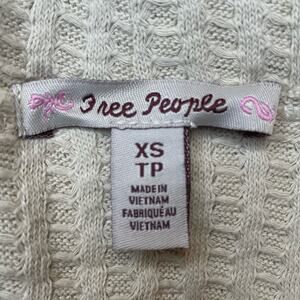 Free People
XS
TP
MADE IN
VIETNAM
FABRIQUÉ AU
VIETNAM